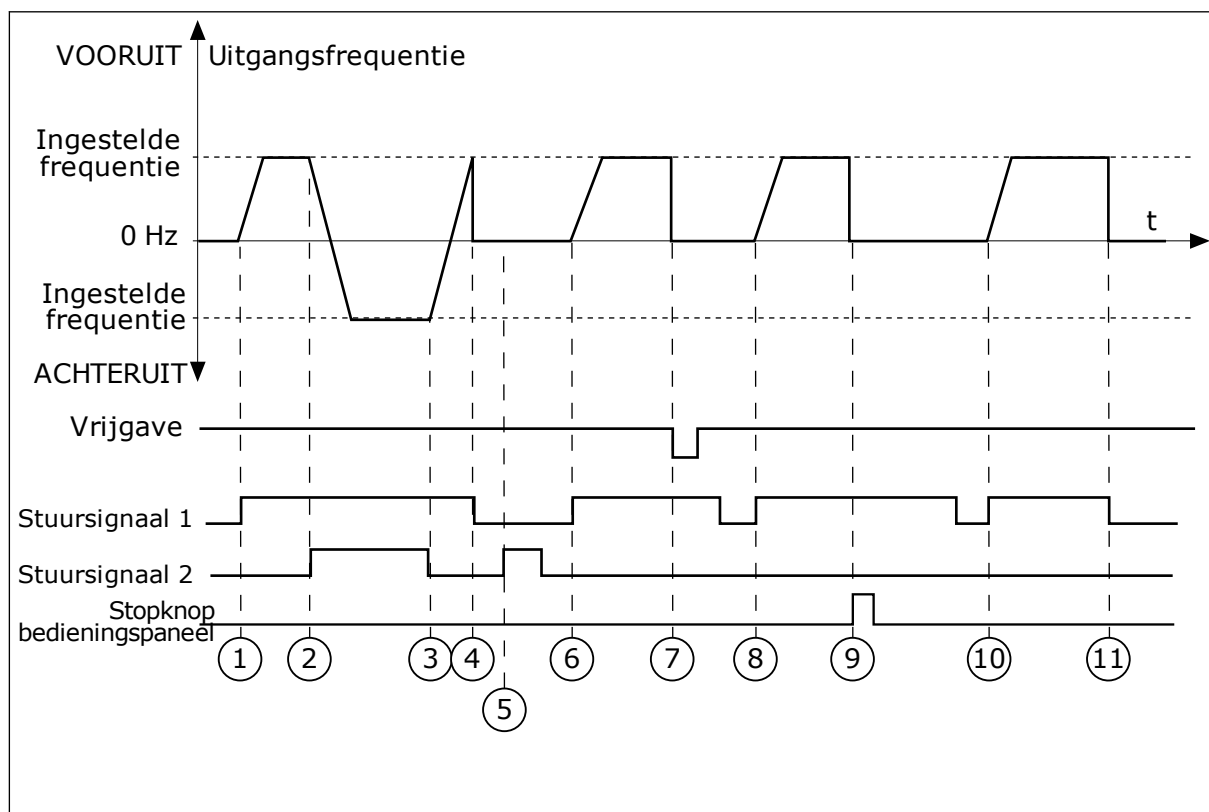 VOORUIT
Uitgangsfrequentie
Ingestelde
frequentie
0 Hz
t
Ingestelde
frequentie
ACHTERUIT
Vrijgave
Stuursignaal 1
Stuursignaal 2
Stopknop
bedieningspaneel
1 2 3 4 6 7 8 9 10 11
5